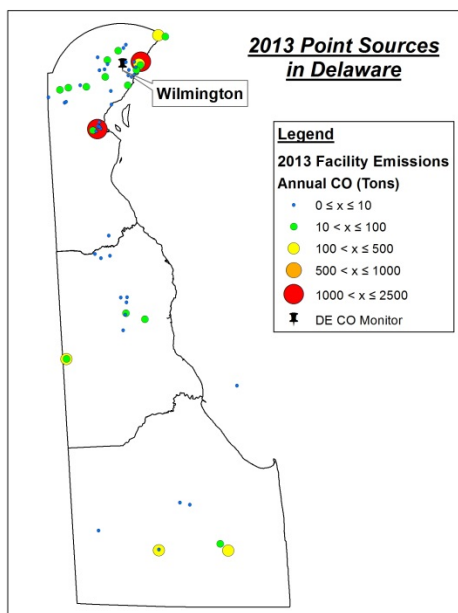 2013 Point Sources
in Delaware
Wilmington
Legend
2013 Facility Emissions
Annual CO (Tons)
0 ≤ x ≤ 10
10 < x ≤ 100
100 < x ≤ 500
500 < x ≤ 1000
1000 < x ≤ 2500
DE CO Monitor